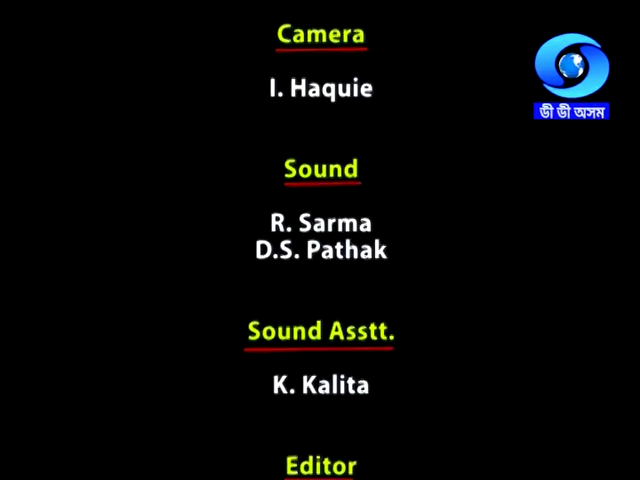 Camera
I. Haquie
ডী ডী অসম
Sound
R. Sarma
D.S. Pathak
Sound Asstt.
K. Kalita
Editor